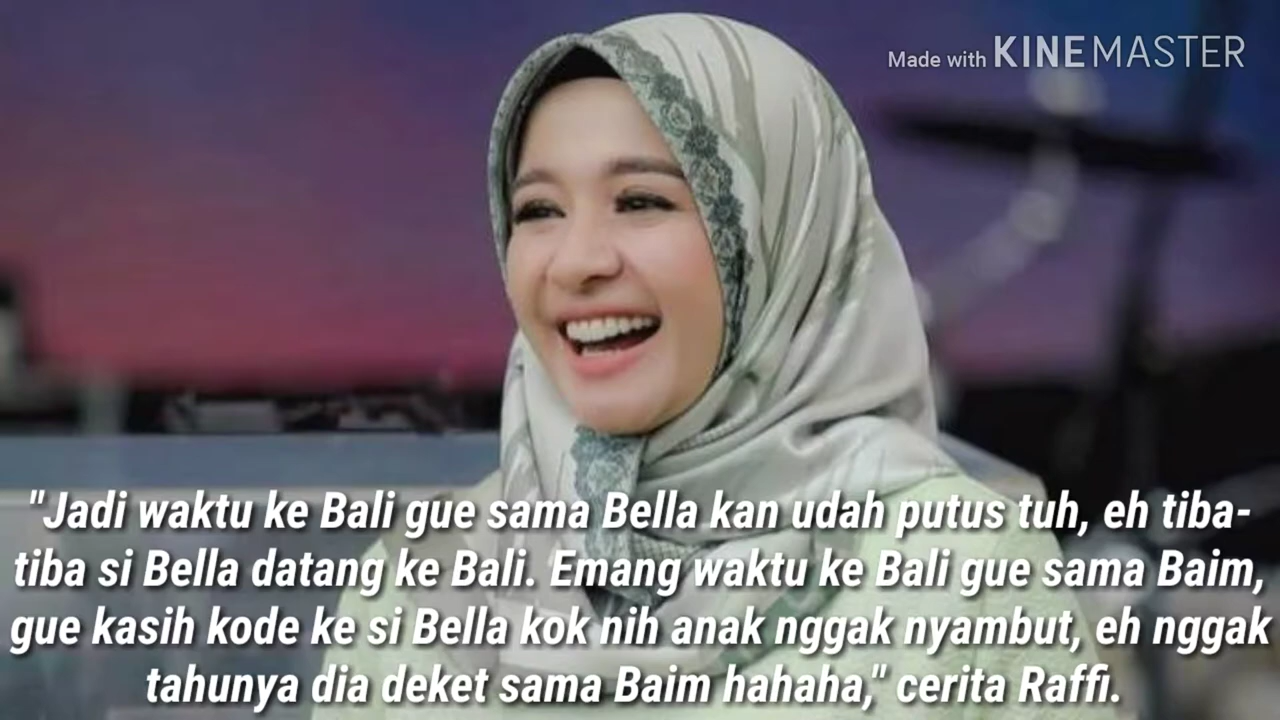 Made with KINEMASTER
"Jadi waktu ke Bali gue sama Bella kan udah putus tuh, eh tiba-
tiba si Bella datang ke Bali. Emang waktu ke Bali gue sama Baim,
gue kasih kode ke si Bella kok nih anak nggak nyambut, eh nggak
tahunya dia deket sama Baim hahaha," cerita Raffi.